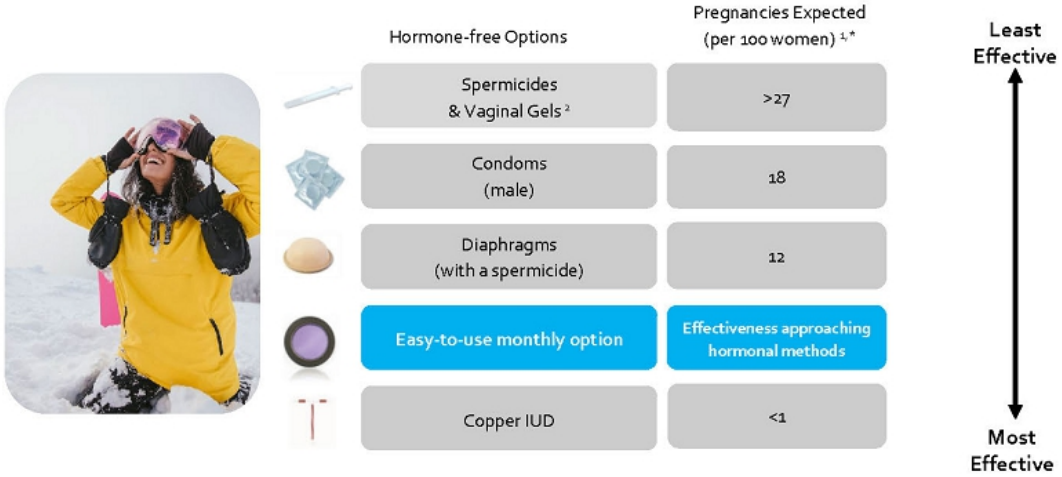 Hormone-free Options
Pregnancies Expected
(per 100 women) ¹,*
Least
Effective
Spermicides
& Vaginal Gels ²
>27
Condoms
(male)
18
Diaphragms
(with a spermicide)
12
Easy-to-use monthly option
Effectiveness approaching
hormonal methods
Copper IUD
<1
Most
Effective